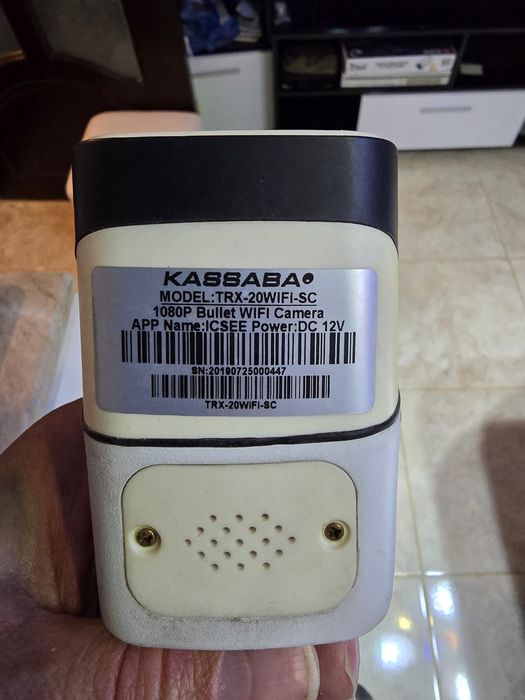 KASSABA
MODEL:TRX-20WIFI-SC
1080P Bullet WIFI Camera
APP Name:ICSEE Power:DC 12V
SN:20190725000447
TRX-20WIFI-SC